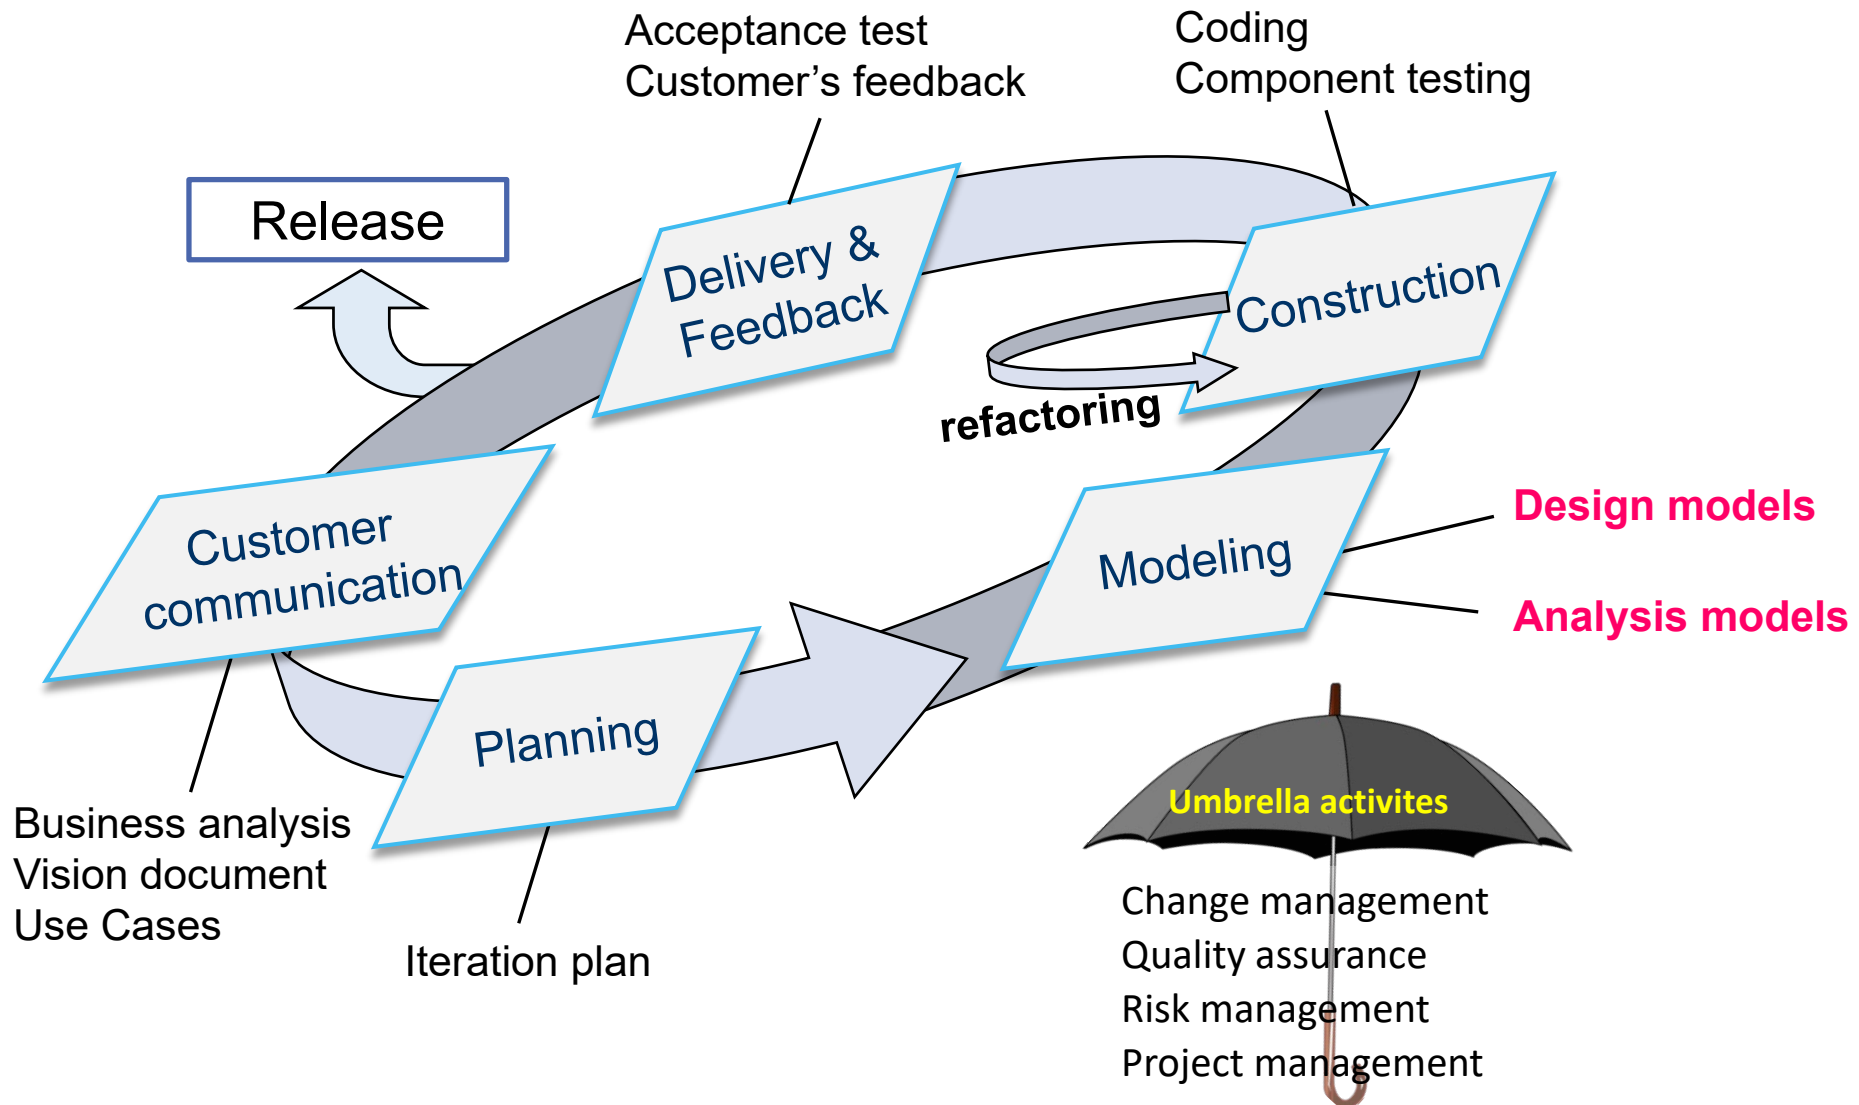 Acceptance test
Customer’s feedback
Coding
Component testing
Release
Delivery &
Feedback
Construction
refactoring
Customer
communication
Modeling
Design models
Analysis models
Planning
Business analysis
Vision document
Use Cases
Iteration plan
Umbrella activites
Change management
Quality assurance
Risk management
Project management